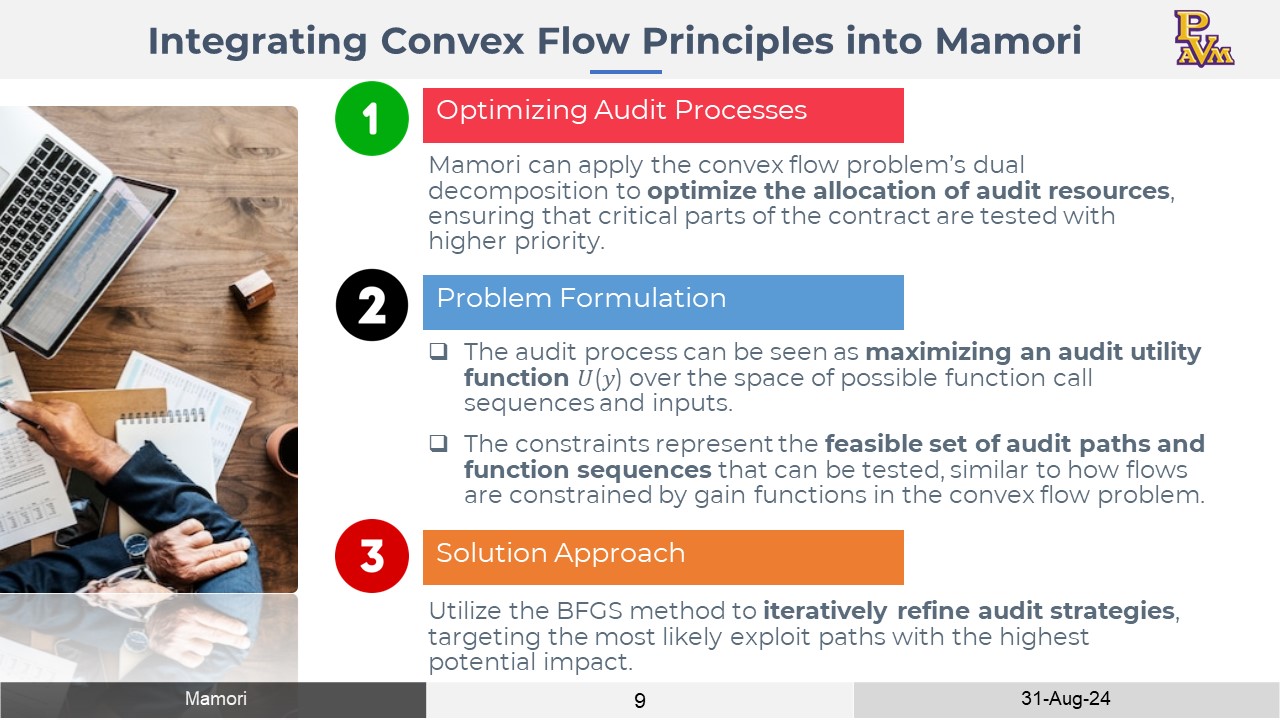 Integrating Convex Flow Principles into Mamori
PVAM
1
Optimizing Audit Processes
Mamori can apply the convex flow problem’s dual
decomposition to optimize the allocation of audit resources,
ensuring that critical parts of the contract are tested with
higher priority.
2
Problem Formulation
❑ The audit process can be seen as maximizing an audit utility
function 𝑈(𝑦) over the space of possible function call
sequences and inputs.
❑ The constraints represent the feasible set of audit paths and
function sequences that can be tested, similar to how flows
are constrained by gain functions in the convex flow problem.
3
Solution Approach
Utilize the BFGS method to iteratively refine audit strategies,
targeting the most likely exploit paths with the highest
potential impact.
Mamori
9
31-Aug-24